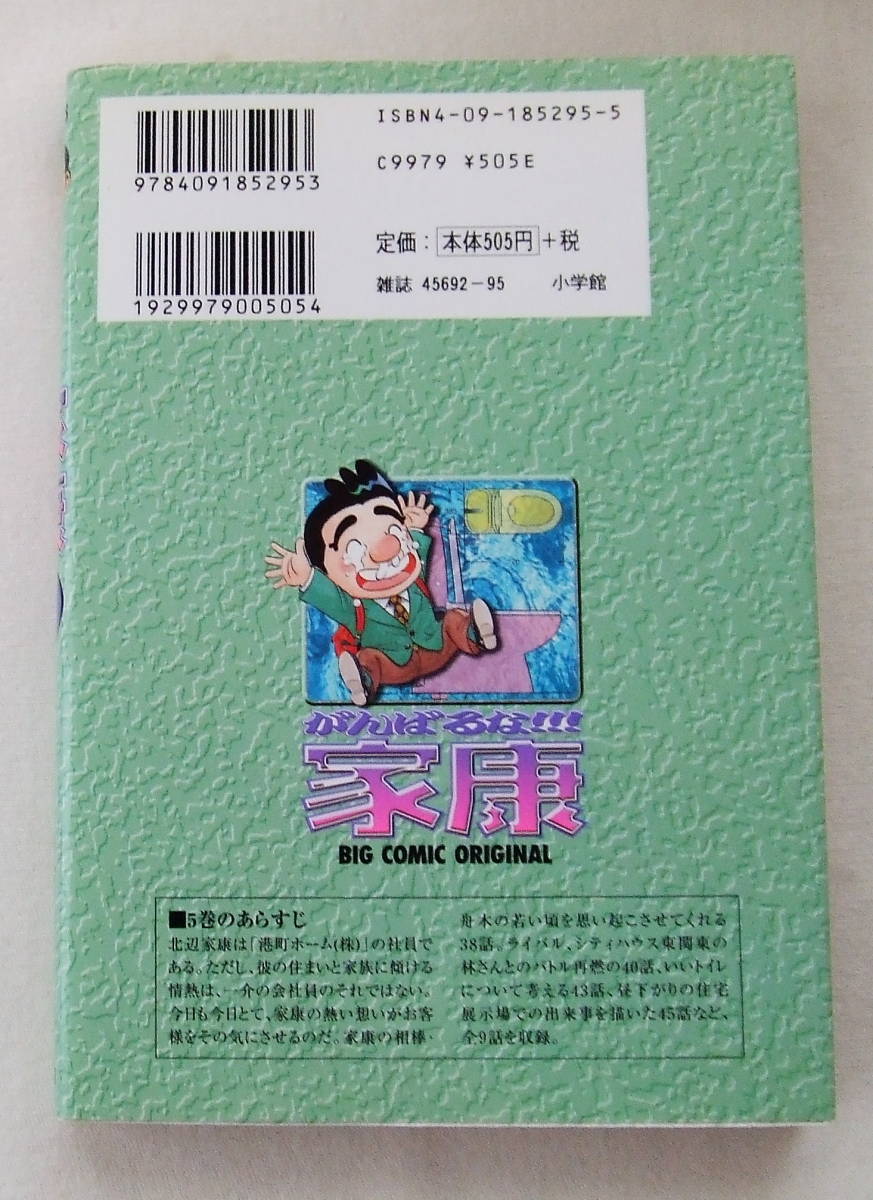 ISBN4-09-185295-5
C9979 ¥505E
9784091852953
定価：本体505円＋税
雑誌 45692-95 小学館
1929979005054
がんばるな!!!
家康
BIG COMIC ORIGINAL
■5巻のあらすじ
北辺家康は「港町ホーム(株)」の社員で
ある。ただし、彼の住まいと家族に傾ける
情熱は、一介の会社員のそれではない。
今日も今日とて、家康の熱い想いがお客
様をその気にさせるのだ。家康の相棒・
舟木の若い頃を思い起こさせてくれる
38話。ライバル、シティハウス東関東の
林さんとのバトル再燃の40話、いいトイレ
について考える43話、昼下がりの住宅
展示場での出来事を描いた45話など、
全9話を収録。